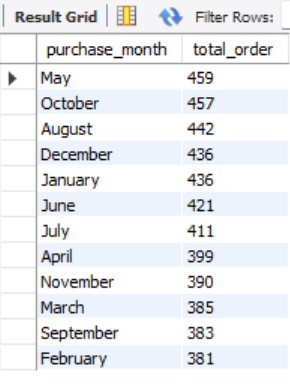 Result Grid Filter Rows:
purchase_month total_order
May 459
October 457
August 442
December 436
January 436
June 421
July 411
April 399
November 390
March 385
September 383
February 381